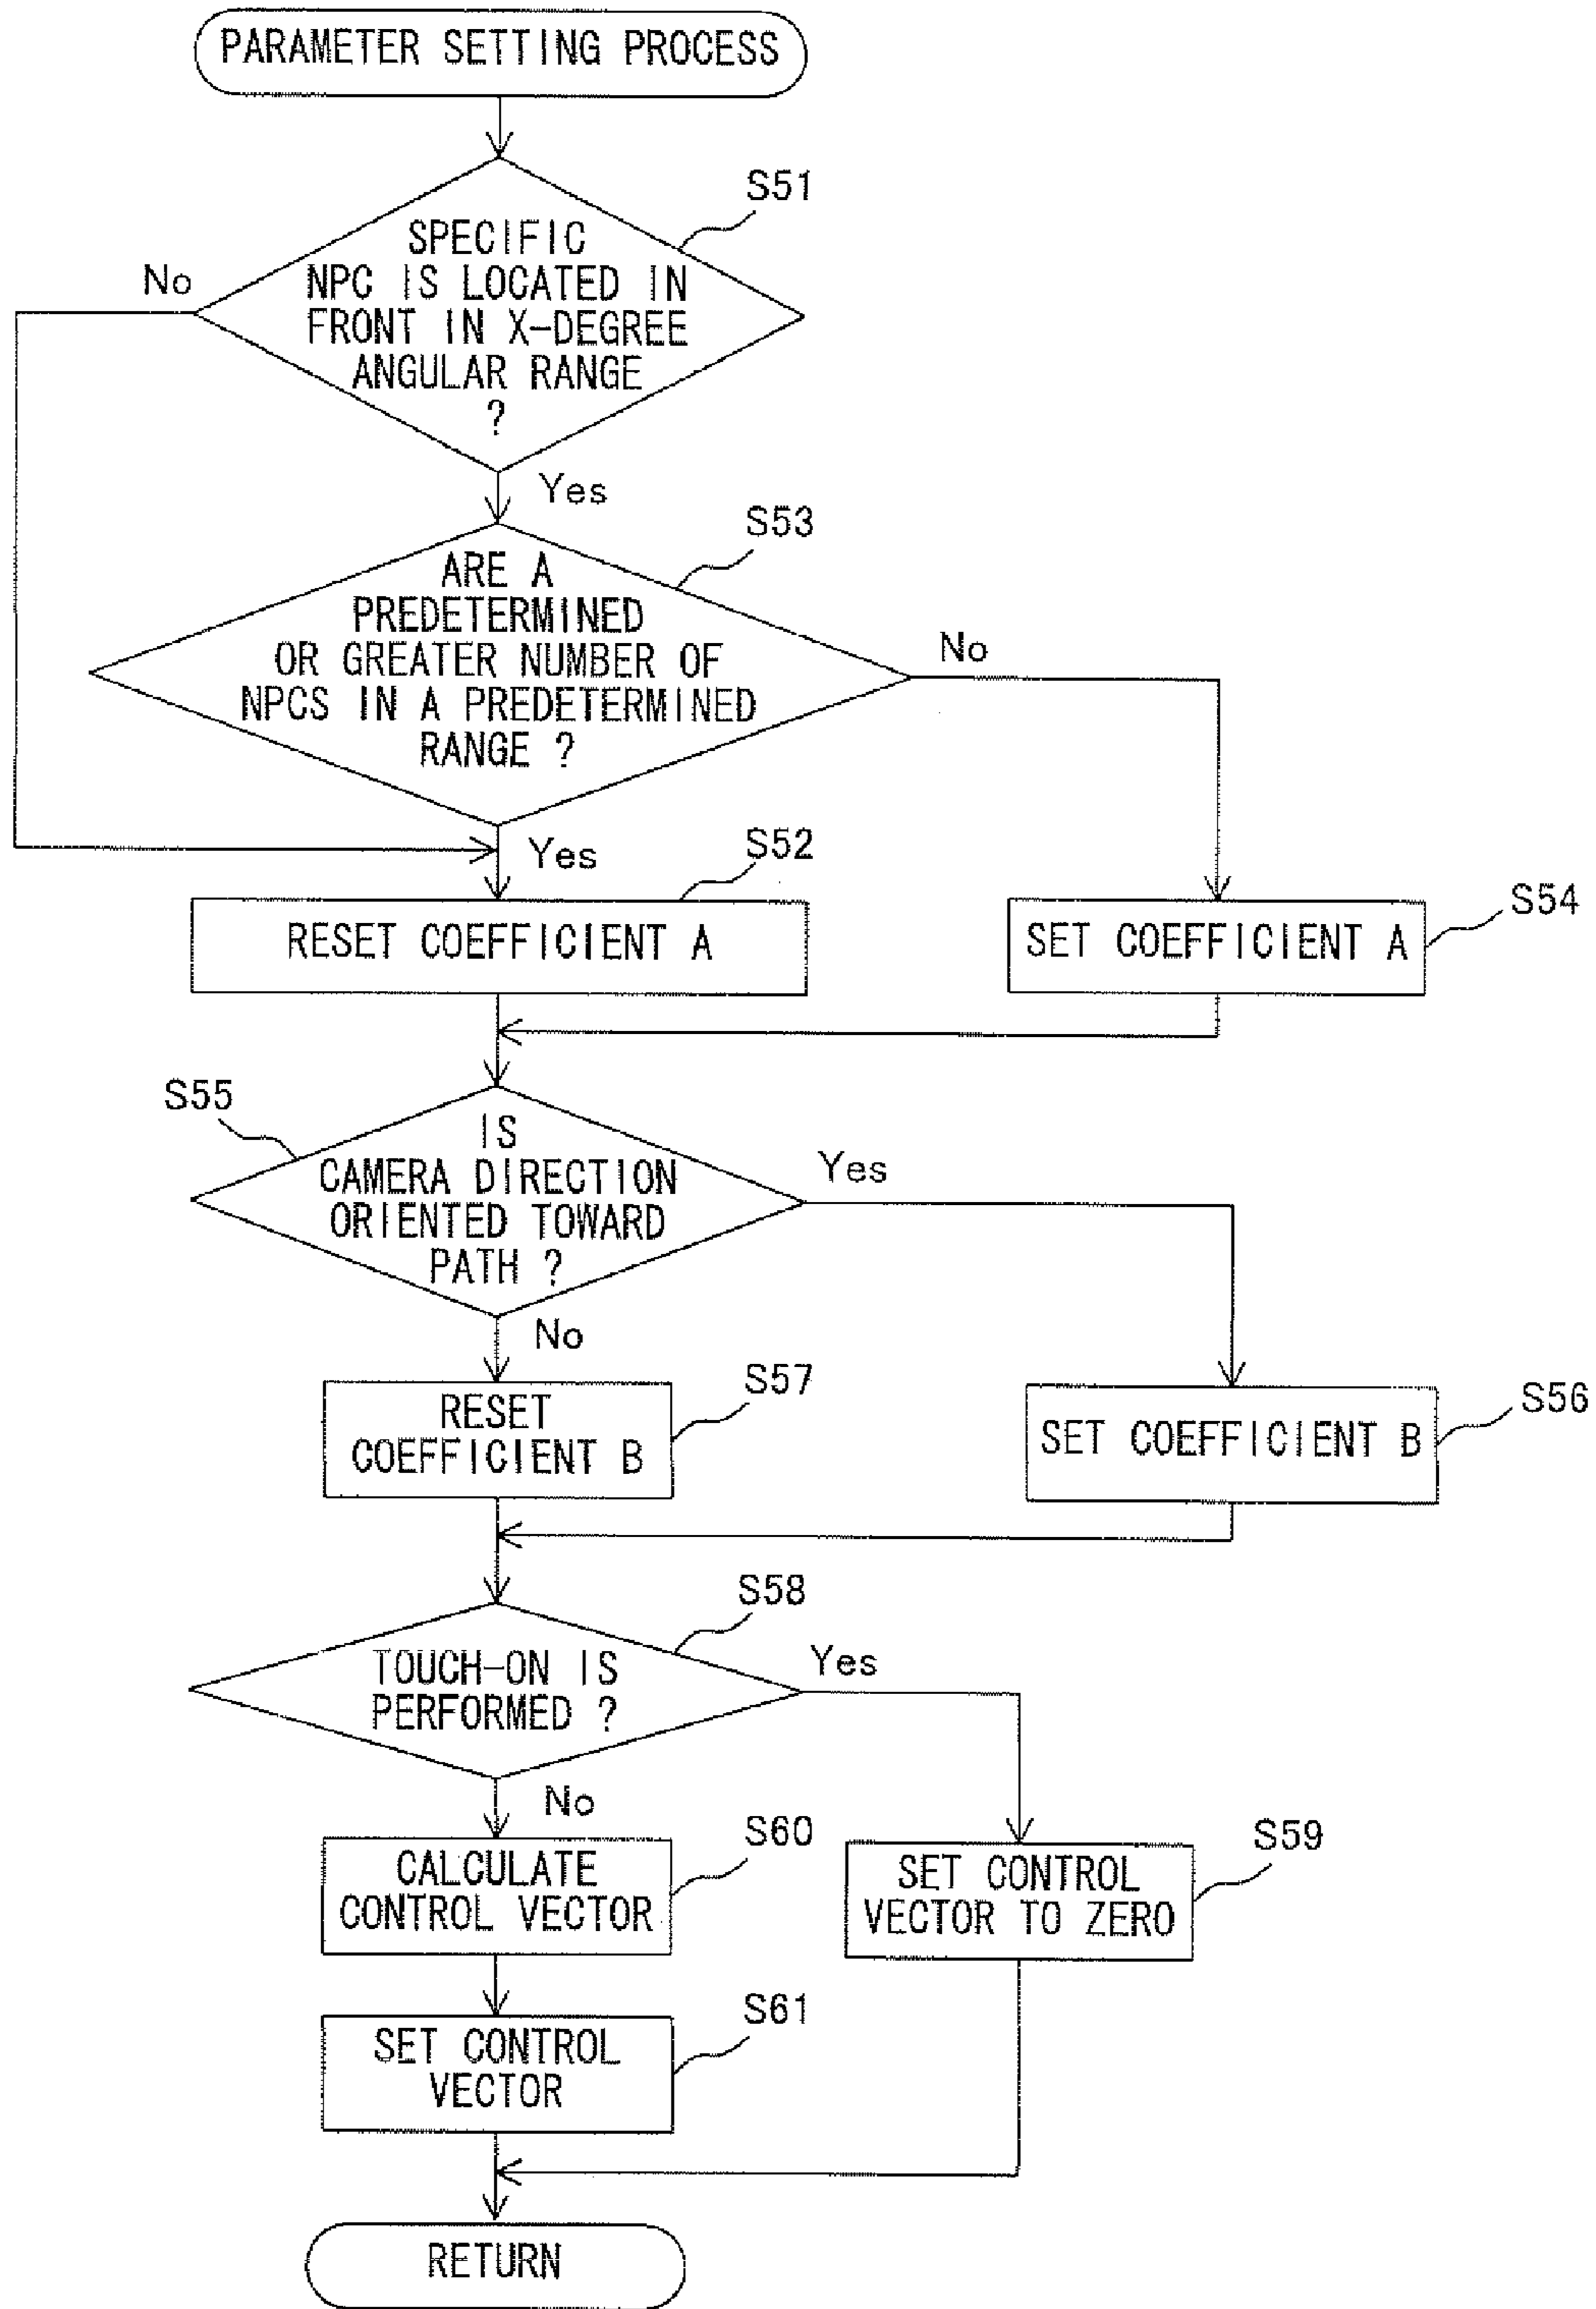 PARAMETER SETTING PROCESS
S51
SPECIFIC
NPC IS LOCATED IN
FRONT IN X-DEGREE
ANGULAR RANGE
?
No
Yes
S53
ARE A
PREDETERMINED
OR GREATER NUMBER OF
NPCS IN A PREDETERMINED
RANGE ?
No
Yes
S52
RESET COEFFICIENT A
S54
SET COEFFICIENT A
S55
IS
CAMERA DIRECTION
ORIENTED TOWARD
PATH ?
Yes
No
S57
RESET
COEFFICIENT B
S56
SET COEFFICIENT B
S58
TOUCH-ON IS
PERFORMED ?
Yes
No
S60
CALCULATE
CONTROL VECTOR
S59
SET CONTROL
VECTOR TO ZERO
S61
SET CONTROL
VECTOR
RETURN